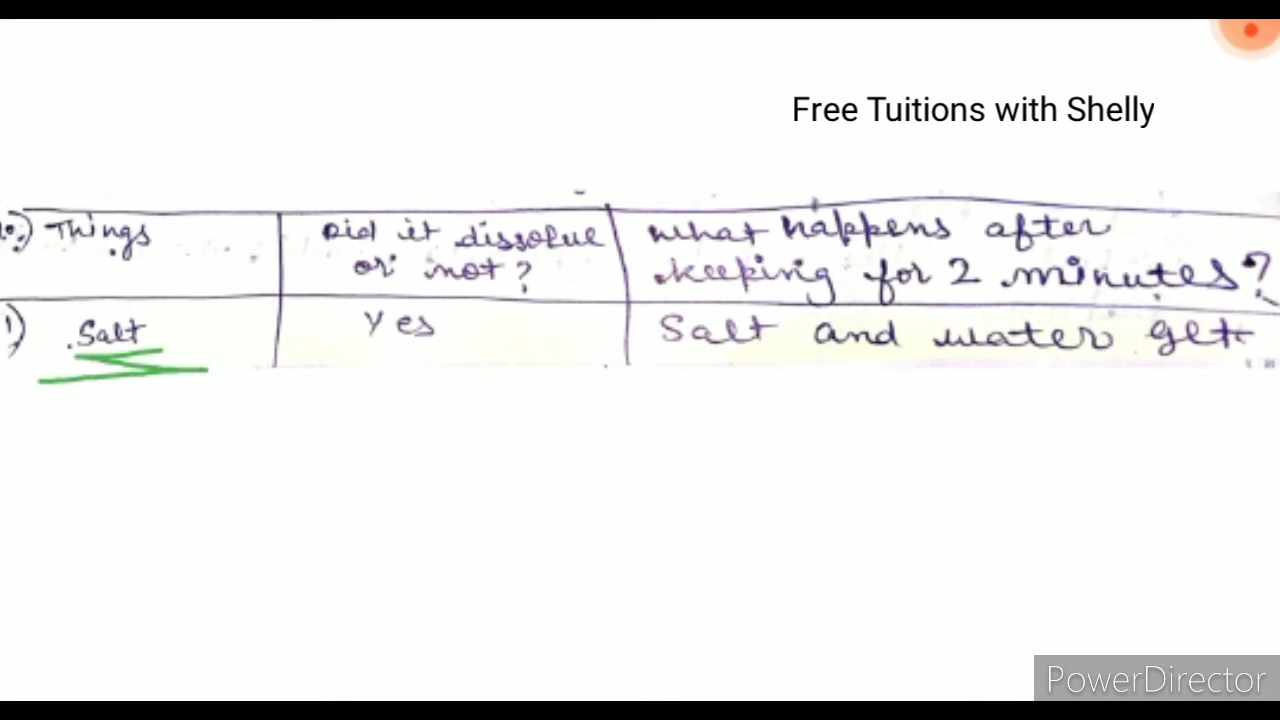 Free Tuitions with Shelly
Things
Did it dissolve
or not?
What happens after
keeping for 2 minutes?
1) Salt
Yes
Salt and water get
PowerDirector